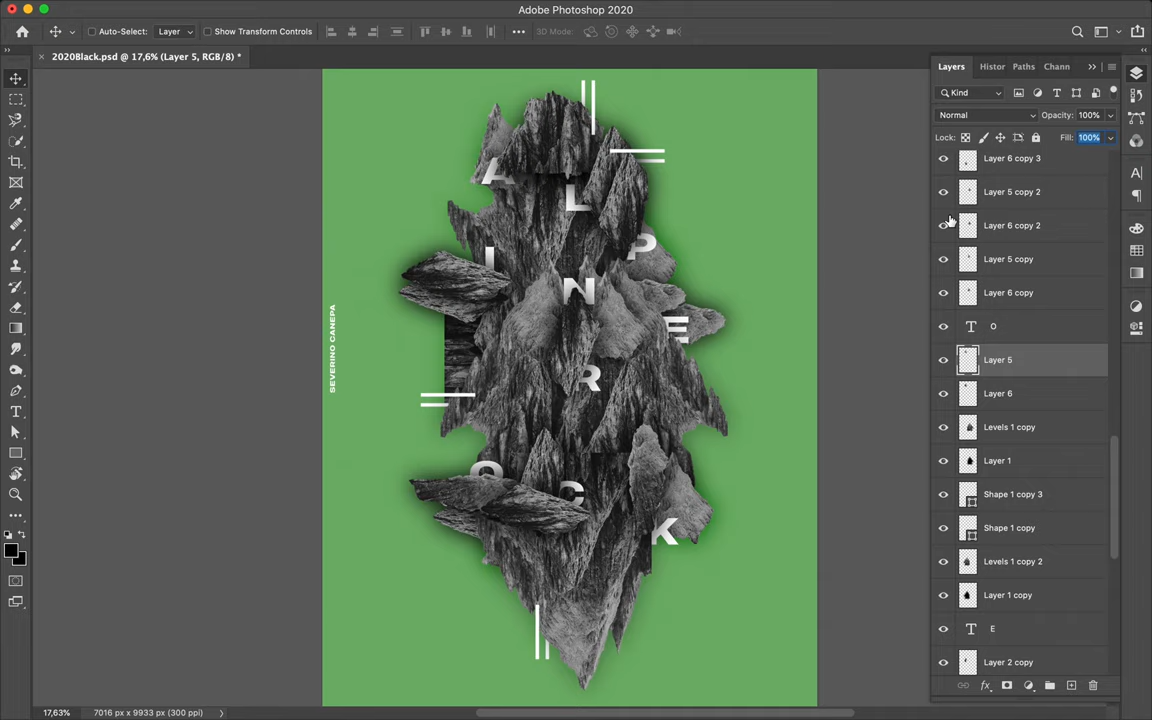 Adobe Photoshop 2020
Auto-Select: Layer Show Transform Controls 3D Mode:
2020Black.psd @ 17,6% (Layer 5, RGB/8) *
Layers Histor Paths Chann
Kind
Normal Opacity: 100%
Lock: Fill: 100%
Layer 6 copy 3
Layer 5 copy 2
Layer 6 copy 2
Layer 5 copy
Layer 6 copy
T O
Layer 5
Layer 6
Levels 1 copy
Layer 1
Shape 1 copy 3
Shape 1 copy
Levels 1 copy 2
Layer 1 copy
T E
Layer 2 copy
A L
P
I N
E
R
O C
K
SEVERINO CANEPA
17,63% 7016 px x 9933 px (300 ppi)